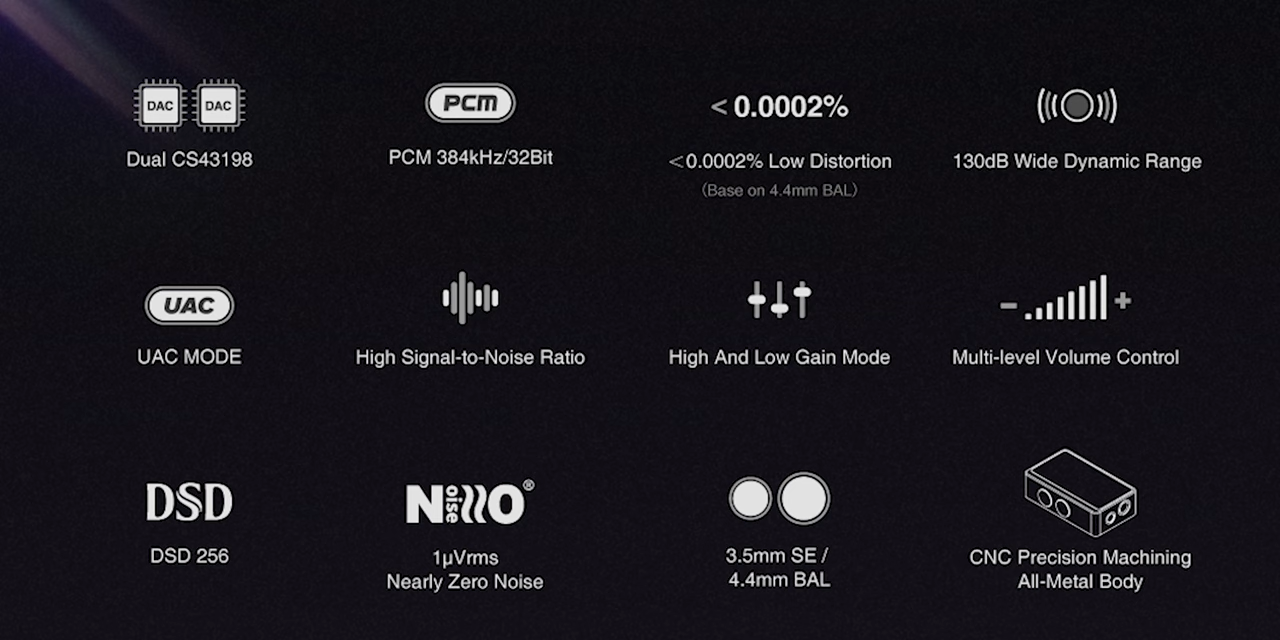 DAC DAC
Dual CS43198
PCM
PCM 384kHz/32Bit
< 0.0002%
<0.0002% Low Distortion
(Base on 4.4mm BAL)
130dB Wide Dynamic Range
UAC
UAC MODE
High Signal-to-Noise Ratio
High And Low Gain Mode
− +
Multi-level Volume Control
DSD
DSD 256
Noise O®
1μVrms
Nearly Zero Noise
3.5mm SE /
4.4mm BAL
CNC Precision Machining
All-Metal Body